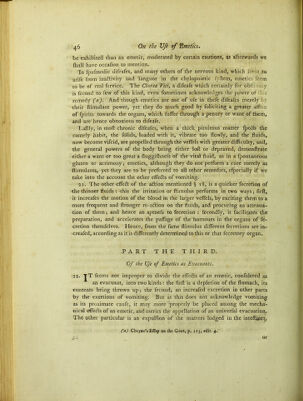 46 On the Use of Emetics.
be exhibited than an emetic, moderated by certain cautions, as afterwards we
shall have occasion to mention.
In spasmodic diseases, and many others of the nervous kind, which seem to
arise from inactivity and languor in the chylopoietic system, emetics seem
to be of real service. The Chorea Viti, a disease which certainly for obstinacy
is second to few of this kind, even sometimes acknowledges the power of this
remedy (x). And though emetics are not of use in these diseases merely by
their stimulant power, yet they do much good by soliciting a greater afflux
of spirits towards the organs, which suffer through a penury or want of them,
and are hence obnoxious to disease.
Lastly, in most chronic diseases, when a thick pituitous matter spoils the
comely habit, the solids, loaded with it, vibrate too slowly, and the fluids,
now become viscid, are propelled through the vessels with greater difficulty, and,
the general powers of the body being either lost or depraved, demonstrate
either a want or too great a sluggishness of the vital fluid, as in a spontaneous
gluten or acrimony; emetics, although they do not perform a cure merely as
stimulants, yet they are to be preferred to all other remedies, especially if we
take into the account the other effects of vomiting.
21. The other effect of the action mentioned § 18, is a quicker secretion of
the thinner fluids: this the irritation or stimulus performs in two ways; first,
it increases the motion of the blood in the larger vessels, by exciting them to a
more frequent and stronger re-action on the fluids, and procuring an attenua-
tion of them; and hence an aptness to secretion: secondly, it facilitates the
preparation, and accelerates the passage of the humours in the organs of se-
cretion themselves. Hence, from the same stimulus different secretions are in-
creased, according as it is differently determined to this or that secretory organ.
PART THE THIRD.
Of the Use of Emetics as Evacuants.
22. IT seems not improper to divide the effects of an emetic, considered as
an evacuant, into two kinds: the first is a depletion of the stomach, its
contents being thrown up; the second, an increased excretion in other parts
by the exertions of vomiting. But as this does not acknowledge vomiting
as its proximate cause, it may more properly be placed among the mecha-
nical effects of an emetic, and merits the appellation of an universal evacuation.
The other particular is an expulsion of the matters lodged in the intestines,
(x) Cheyne's Essay on the Gout, p. 115, edit. 4.
or